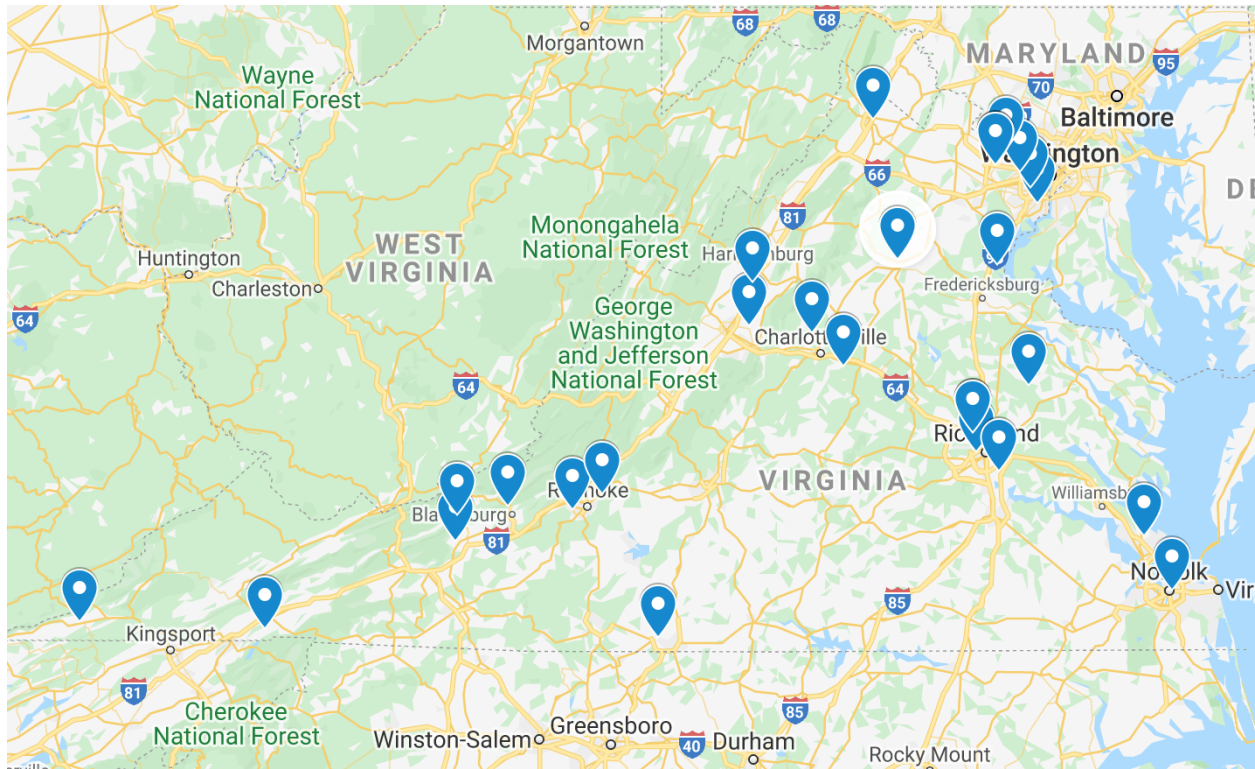 68
68
Morgantown
MARYLAND
95
70
Wayne
National Forest
Baltimore
66
81
Monongahela
National Forest
WEST
VIRGINIA
Huntington
Charleston
Fredericksburg
64
George
Washington
and Jefferson
National Forest
64
64
VIRGINIA
81
85
Kingsport
81
Cherokee
National Forest
Greensboro
Winston-Salem
40
Durham
85
Rocky Mount